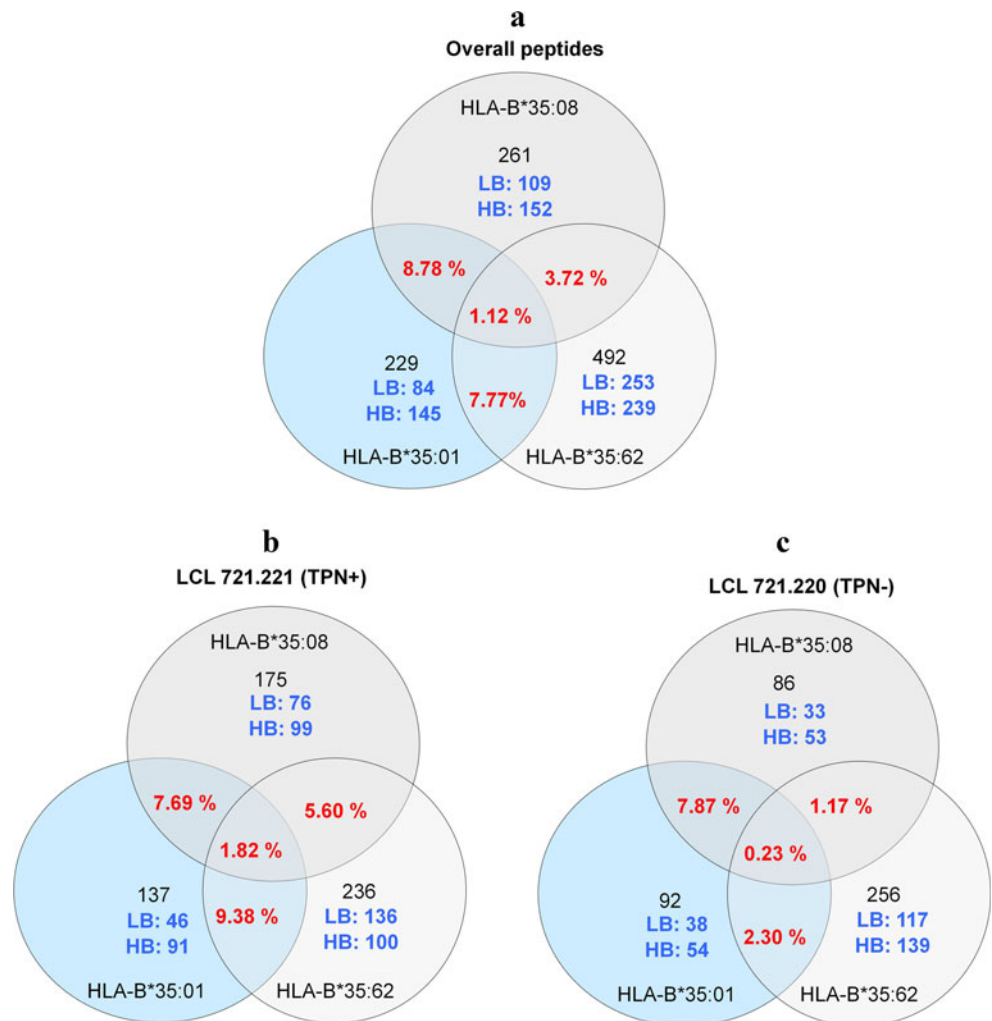 a
Overall peptides
HLA-B*35:08
261
LB: 109
HB: 152
8.78 %
3.72 %
1.12 %
229
LB: 84
HB: 145
7.77%
492
LB: 253
HB: 239
HLA-B*35:01
HLA-B*35:62
b
LCL 721.221 (TPN+)
HLA-B*35:08
175
LB: 76
HB: 99
7.69 %
5.60 %
1.82 %
137
LB: 46
HB: 91
9.38 %
236
LB: 136
HB: 100
HLA-B*35:01
HLA-B*35:62
c
LCL 721.220 (TPN-)
HLA-B*35:08
86
LB: 33
HB: 53
7.87 %
1.17 %
0.23 %
92
LB: 38
HB: 54
2.30 %
256
LB: 117
HB: 139
HLA-B*35:01
HLA-B*35:62